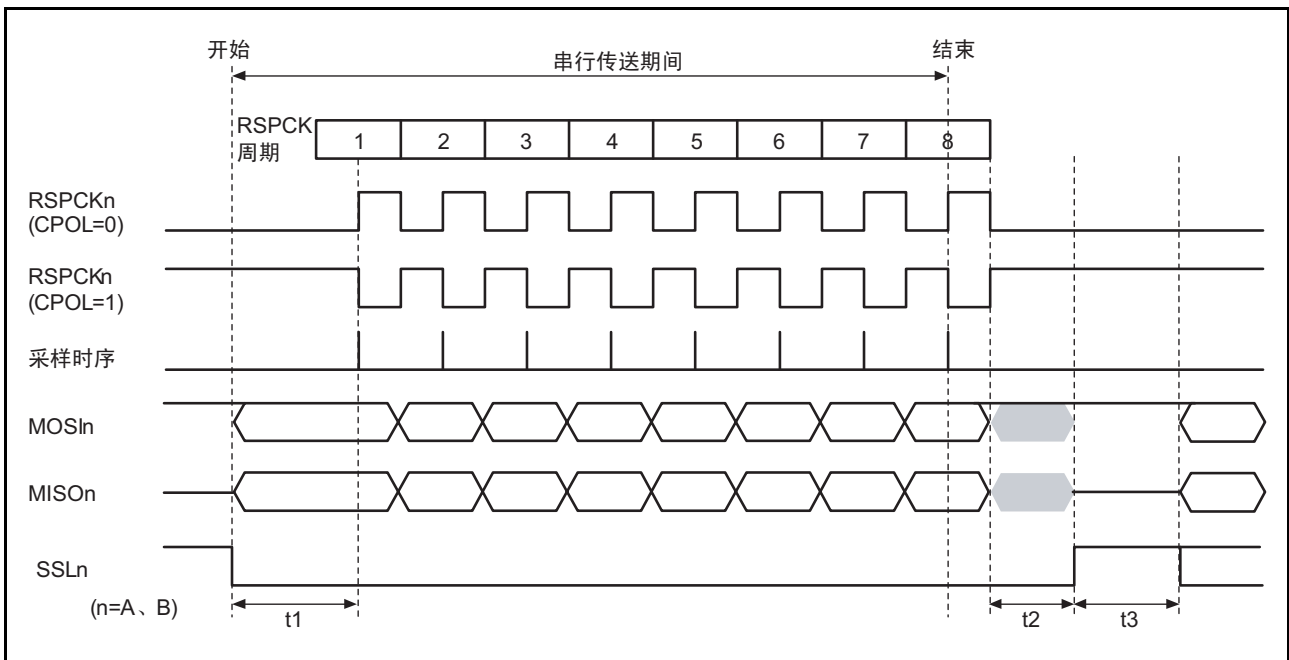 开始
结束
串行传送期间
RSPCK
周期
1 2 3 4 5 6 7 8
RSPCKn
(CPOL=0)
RSPCKn
(CPOL=1)
采样时序
MOSIn
MISOn
SSLn
(n=A、B)
t1
t2
t3